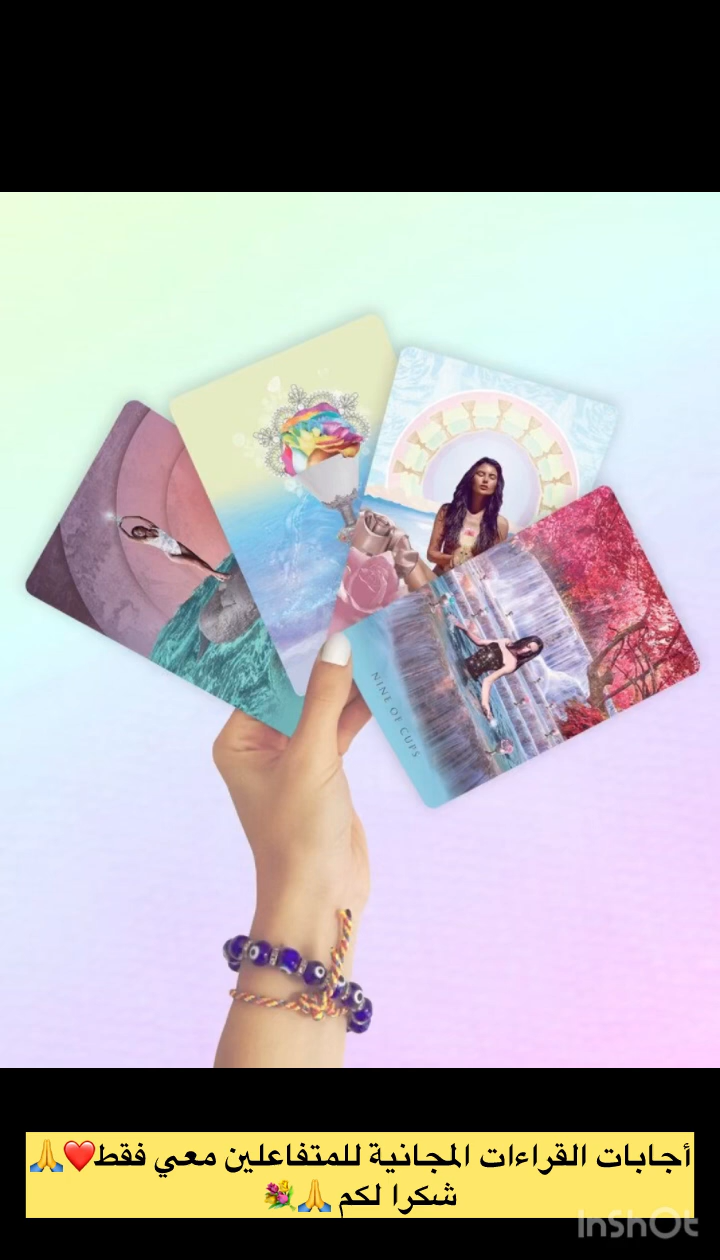 NINE OF CUPS
أجابات القراءات المجانية للمتفاعلين معي فقط❤️🙏
شكرا لكم 🙏💐
InShOt